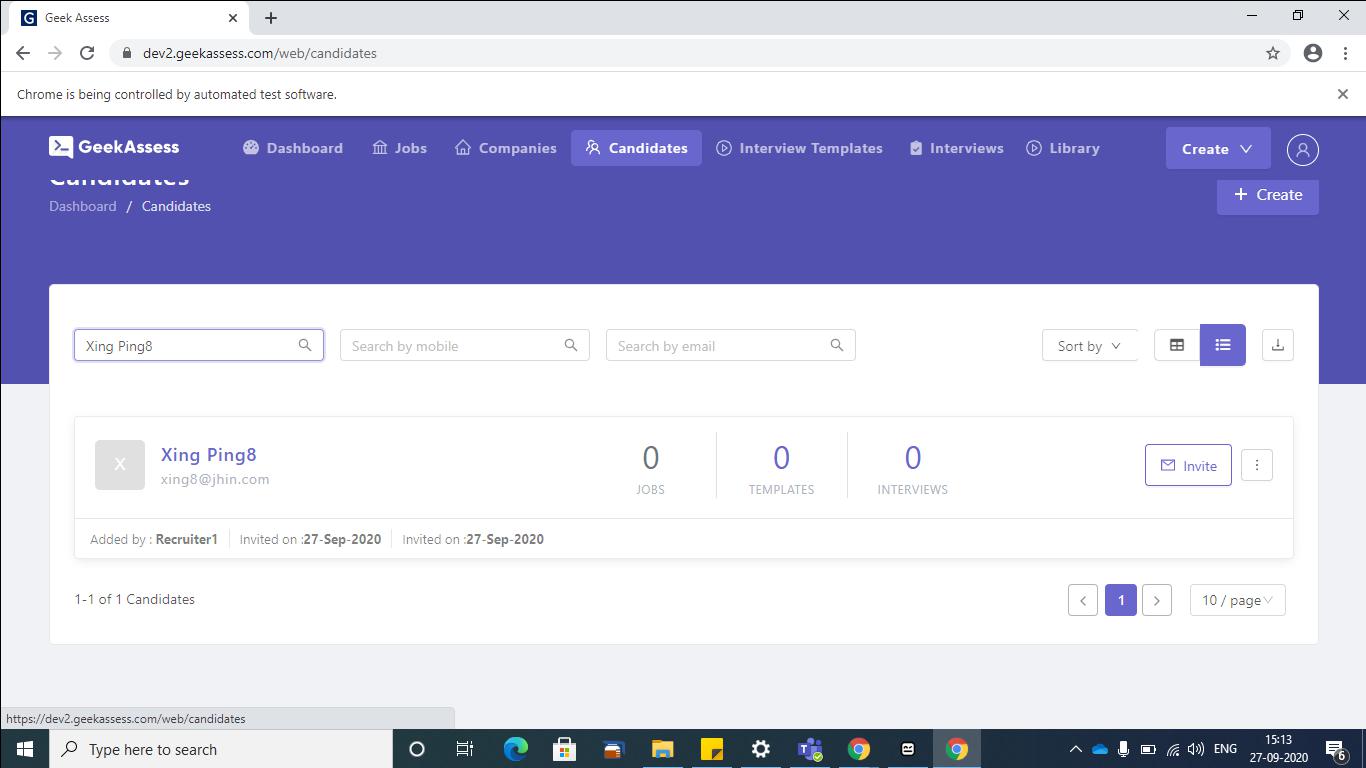 Geek Assess
dev2.geekassess.com/web/candidates
Chrome is being controlled by automated test software.
GeekAssess Dashboard Jobs Companies Candidates Interview Templates Interviews Library Create
Candidates
Dashboard / Candidates
+ Create
Xing Ping8 Search by mobile Search by email Sort by
X Xing Ping8 0 0 0 Invite
xing8@jhin.com JOBS TEMPLATES INTERVIEWS
Added by : Recruiter1 Invited on :27-Sep-2020 Invited on :27-Sep-2020
1-1 of 1 Candidates < 1 > 10 / page
https://dev2.geekassess.com/web/candidates
Type here to search ENG 15:13
27-09-2020 6